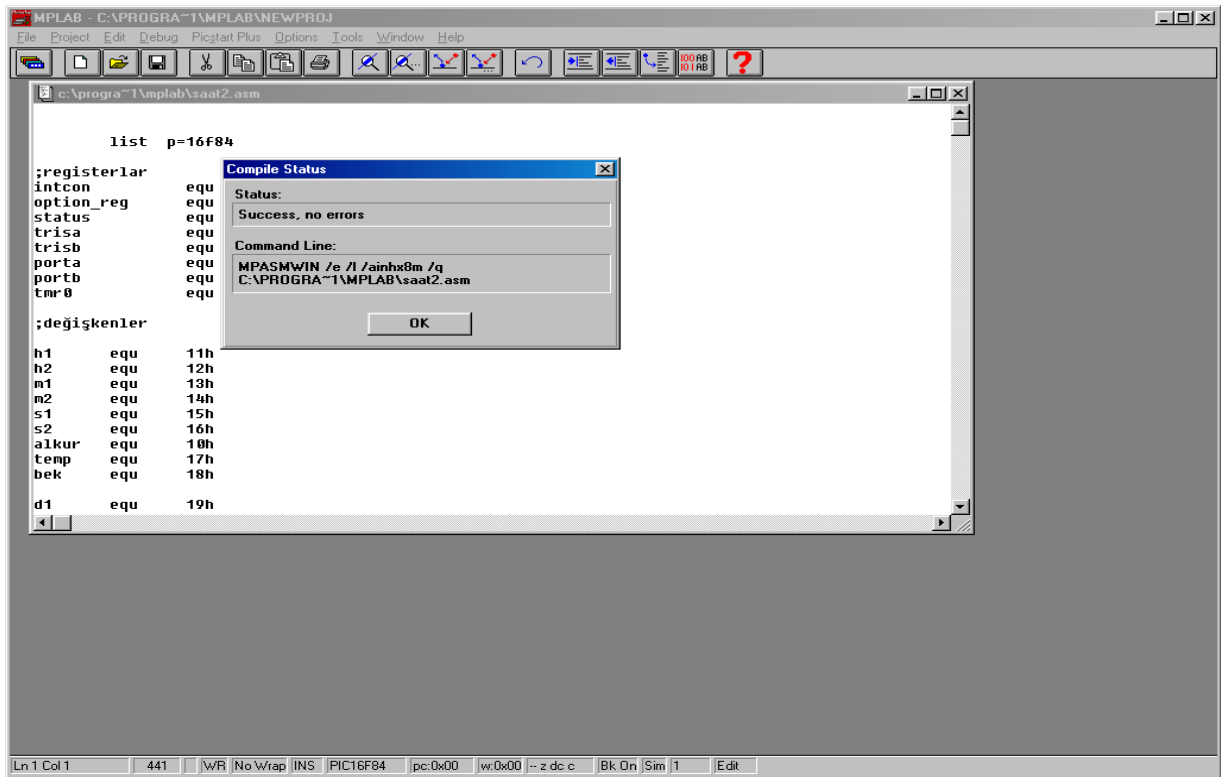 MPLAB - C:\PROGRA~1\MPLAB\NEWPROJ
File Project Edit Debug Picstart Plus Options Tools Window Help
100 AB
101 AB
?
c:\progra~1\mplab\saat2.asm
list p=16f84
;registerlar
intcon equ
option_reg equ
status equ
trisa equ
trisb equ
porta equ
portb equ
tmr0 equ
;değişkenler
h1 equ 11h
h2 equ 12h
m1 equ 13h
m2 equ 14h
s1 equ 15h
s2 equ 16h
alkur equ 10h
temp equ 17h
bek equ 18h
d1 equ 19h
Compile Status
Status:
Success, no errors
Command Line:
MPASMWIN /e /l /ainhx8m /q
C:\PROGRA~1\MPLAB\saat2.asm
OK
Ln 1 Col 1 441 WR No Wrap INS PIC16F84 pc:0x00 w:0x00 -- z dc c Bk On Sim 1 Edit